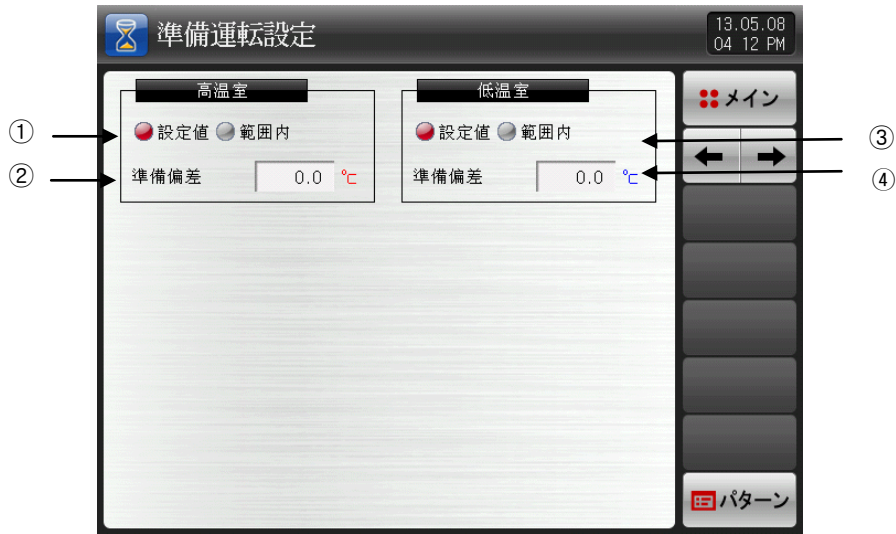 準備運転設定
13.05.08
04 12 PM
高温室
設定値 範囲内
準備偏差 0.0 ℃
低温室
設定値 範囲内
準備偏差 0.0 ℃
メイン
パターン
①
②
③
④